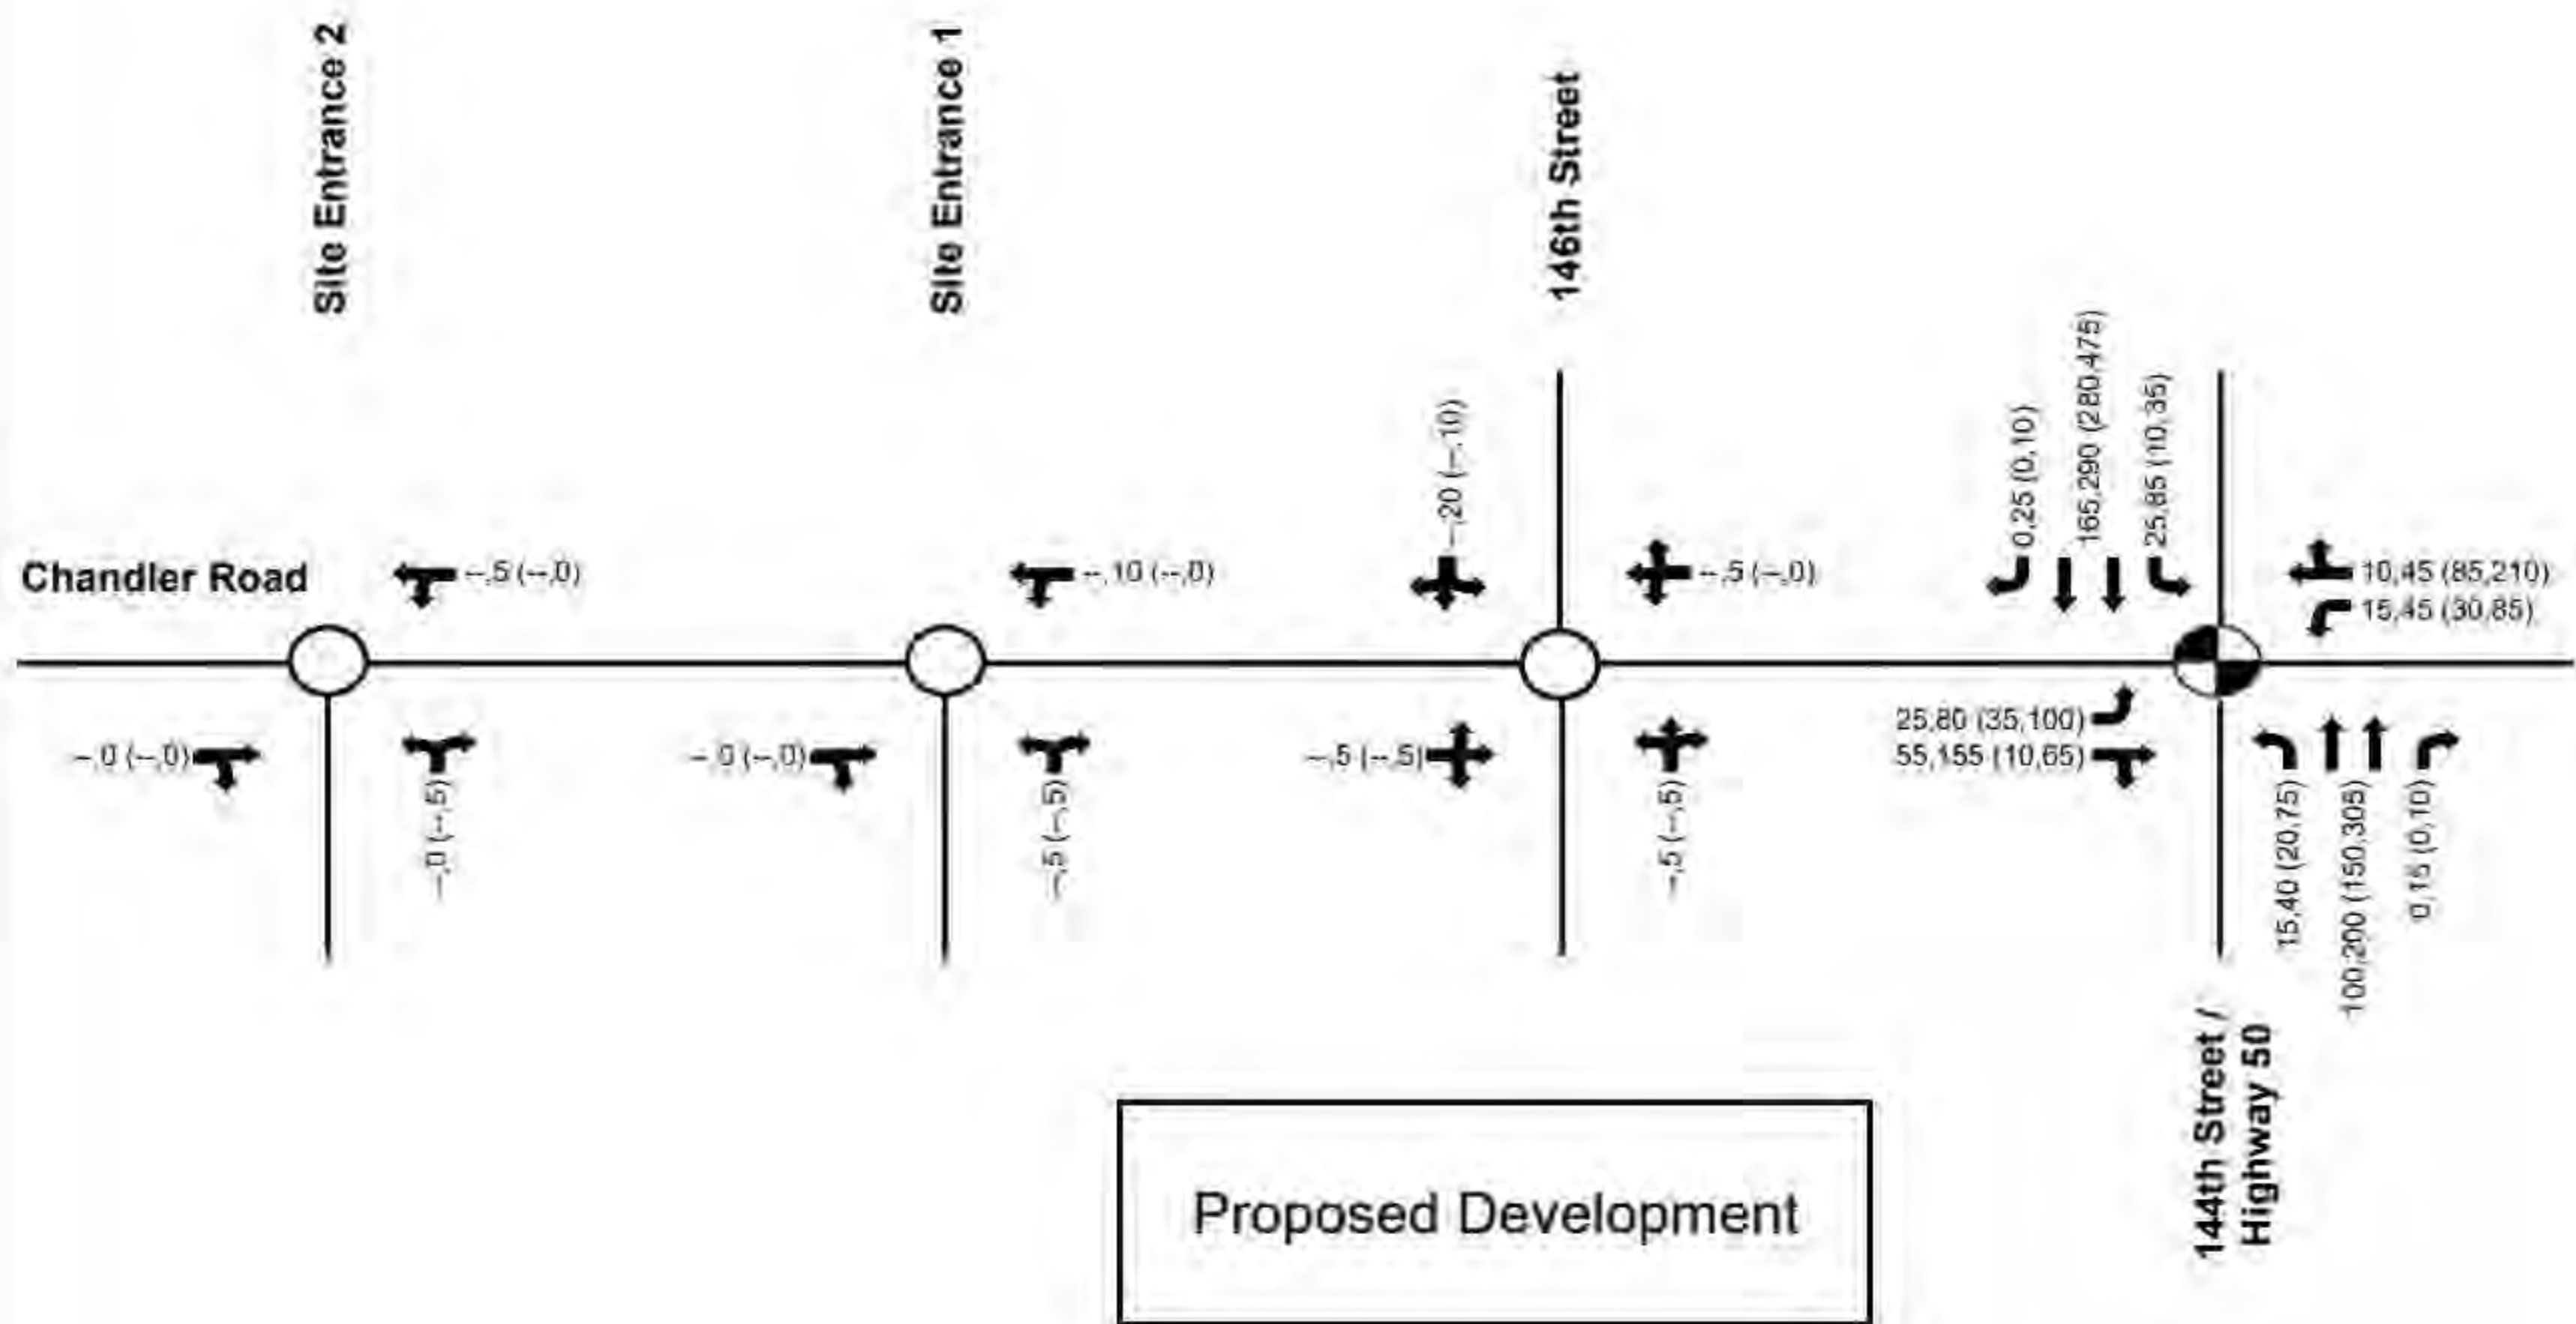 Site Entrance 2
Site Entrance 1
146th Street
--,20 (--,10)
0,25 (0,10)
165,290 (280,475)
25,85 (10,35)
Chandler Road
--,5 (--,0)
--,10 (--,0)
--,5 (--,0)
10,45 (85,210)
15,45 (30,85)
--,0 (--,0)
--,0 (--,5)
--,0 (--,0)
--,5 (--,5)
--,5 (--,5)
--,5 (--,5)
25,80 (35,100)
55,155 (10,65)
15,40 (20,75)
100,200 (150,305)
0,15 (0,10)
144th Street /
Highway 50
Proposed Development